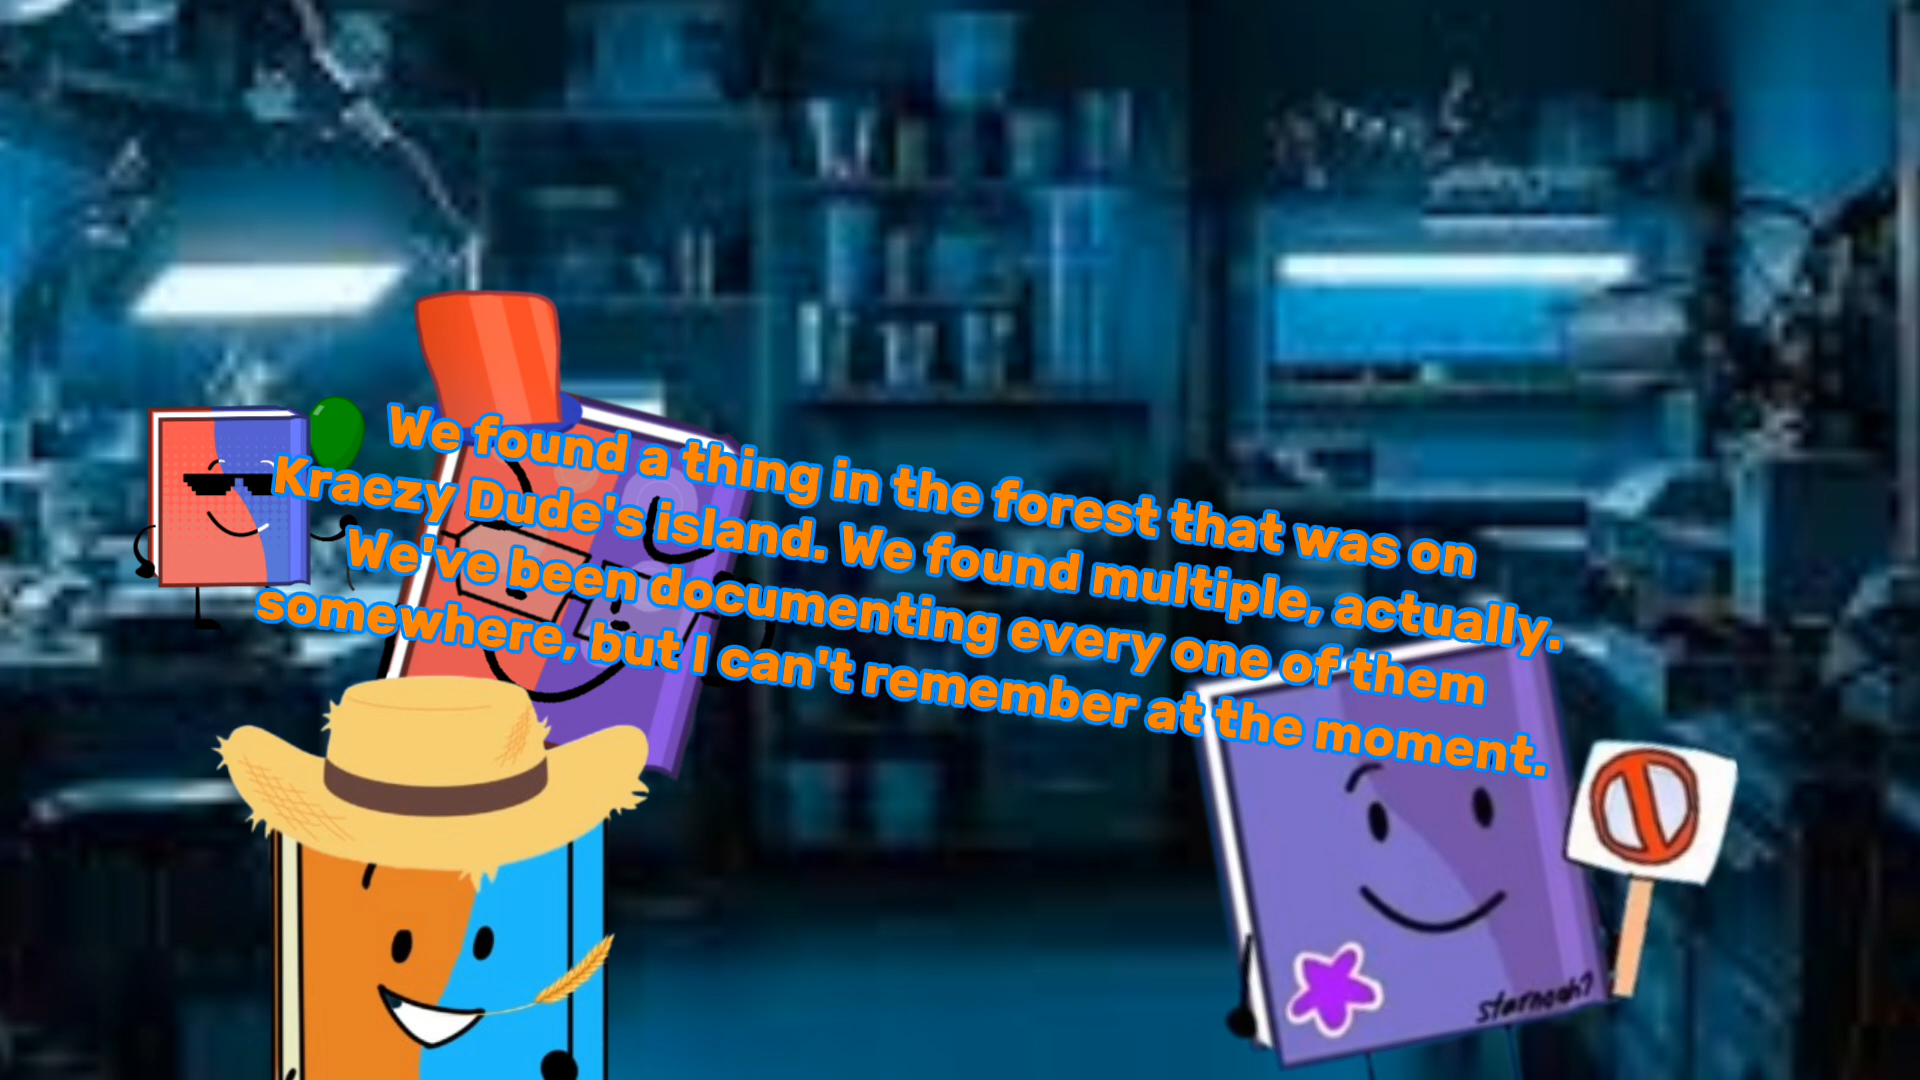 We found a thing in the forest that was on
Kraezy Dude's island. We found multiple, actually.
We've been documenting every one of them
somewhere, but I can't remember at the moment.
starnoah7